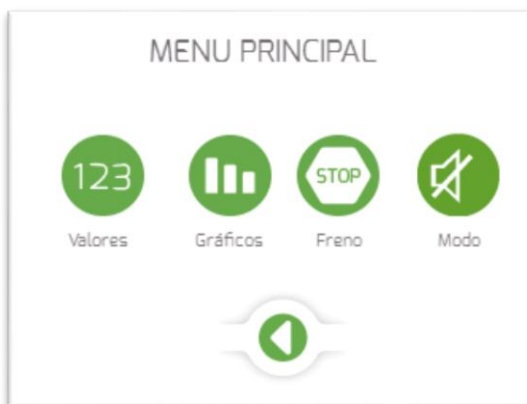 MENU PRINCIPAL
123
STOP
Valores
Gráficos
Freno
Modo